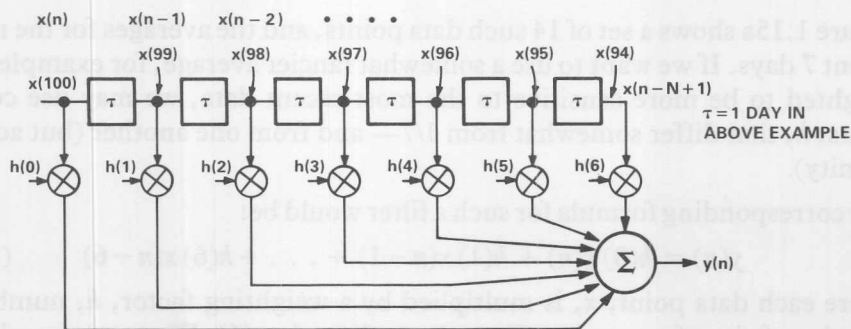 x(n) x(n−1) x(n−2) • • • •
x(99) x(98) x(97) x(96) x(95) x(94)
x(100)
x(n−N+1)
τ τ τ τ τ τ
τ = 1 DAY IN
ABOVE EXAMPLE
h(0) h(1) h(2) h(3) h(4) h(5) h(6)
Σ
y(n)